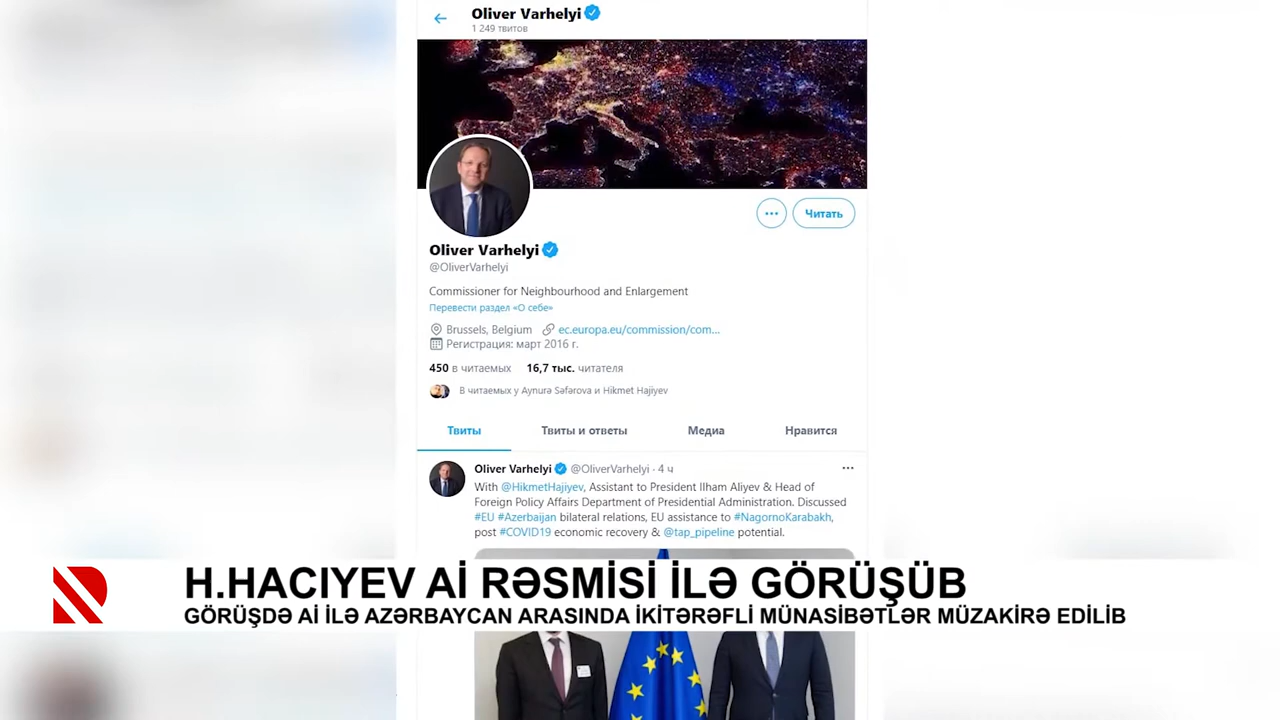 Oliver Varhelyi
1 249 твитов
Читать
Oliver Varhelyi
@OliverVarhelyi
Commissioner for Neighbourhood and Enlargement
Перевести раздел «О себе»
Brussels, Belgium ec.europa.eu/commission/com...
Регистрация: март 2016 г.
450 в читаемых 16,7 тыс. читателя
В читаемых у Aynurə Səfərova и Hikmet Hajiyev
Твиты Твиты и ответы Медиа Нравится
Oliver Varhelyi @OliverVarhelyi · 4 ч
With @HikmetHajiyev, Assistant to President Ilham Aliyev & Head of
Foreign Policy Affairs Department of Presidential Administration. Discussed
#EU #Azerbaijan bilateral relations, EU assistance to #NagornoKarabakh,
post #COVID19 economic recovery & @tap_pipeline potential.
H.HACIYEV Aİ RƏSMİSİ İLƏ GÖRÜŞÜB
GÖRÜŞDƏ Aİ İLƏ AZƏRBAYCAN ARASINDA İKİTƏRƏFLİ MÜNASİBƏTLƏR MÜZAKİRƏ EDİLİB